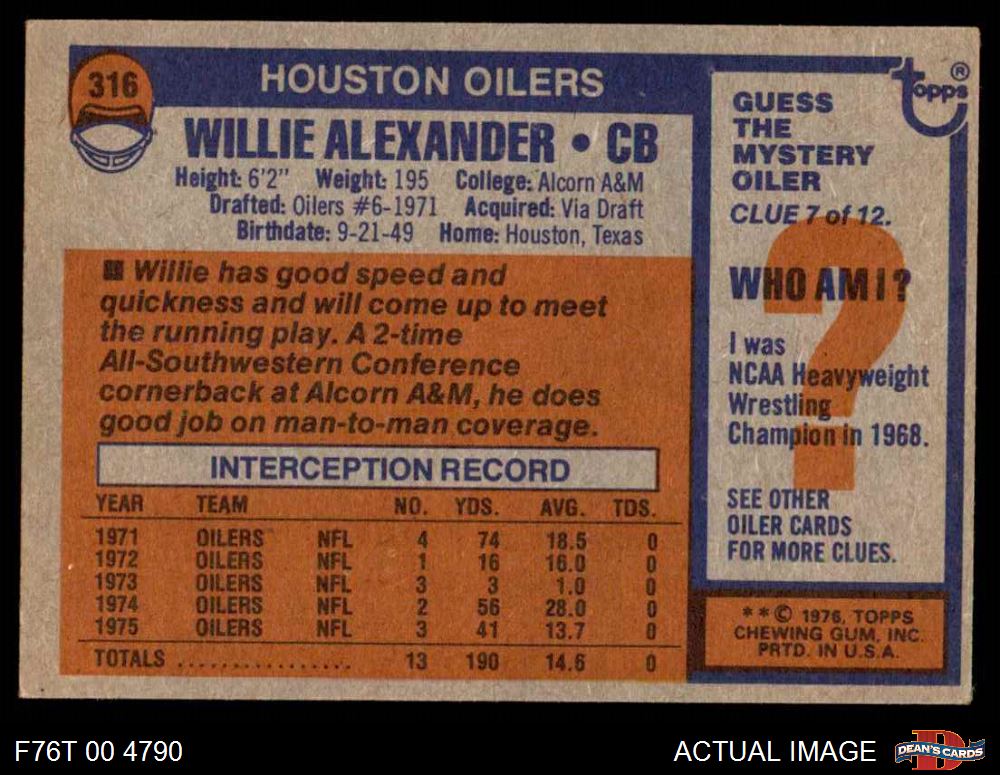 316
HOUSTON OILERS
WILLIE ALEXANDER • CB
Height: 6'2" Weight: 195 College: Alcorn A&M
Drafted: Oilers #6-1971 Acquired: Via Draft
Birthdate: 9-21-49 Home: Houston, Texas
■ Willie has good speed and
quickness and will come up to meet
the running play. A 2-time
All-Southwestern Conference
cornerback at Alcorn A&M, he does
good job on man-to-man coverage.
INTERCEPTION RECORD
YEAR TEAM NO. YDS. AVG. TDS.
1971 OILERS NFL 4 74 18.5 0
1972 OILERS NFL 1 16 16.0 0
1973 OILERS NFL 3 3 1.0 0
1974 OILERS NFL 2 56 28.0 0
1975 OILERS NFL 3 41 13.7 0
TOTALS ................ 13 190 14.6 0
topps®
GUESS
THE
MYSTERY
OILER
CLUE 7 of 12.
?
WHO AM I?
I was
NCAA Heavyweight
Wrestling
Champion in 1968.
SEE OTHER
OILER CARDS
FOR MORE CLUES.
**© 1976, TOPPS
CHEWING GUM, INC.
PRTD. IN U.S.A.
F76T 00 4790
ACTUAL IMAGE
D
DEAN'S CARDS